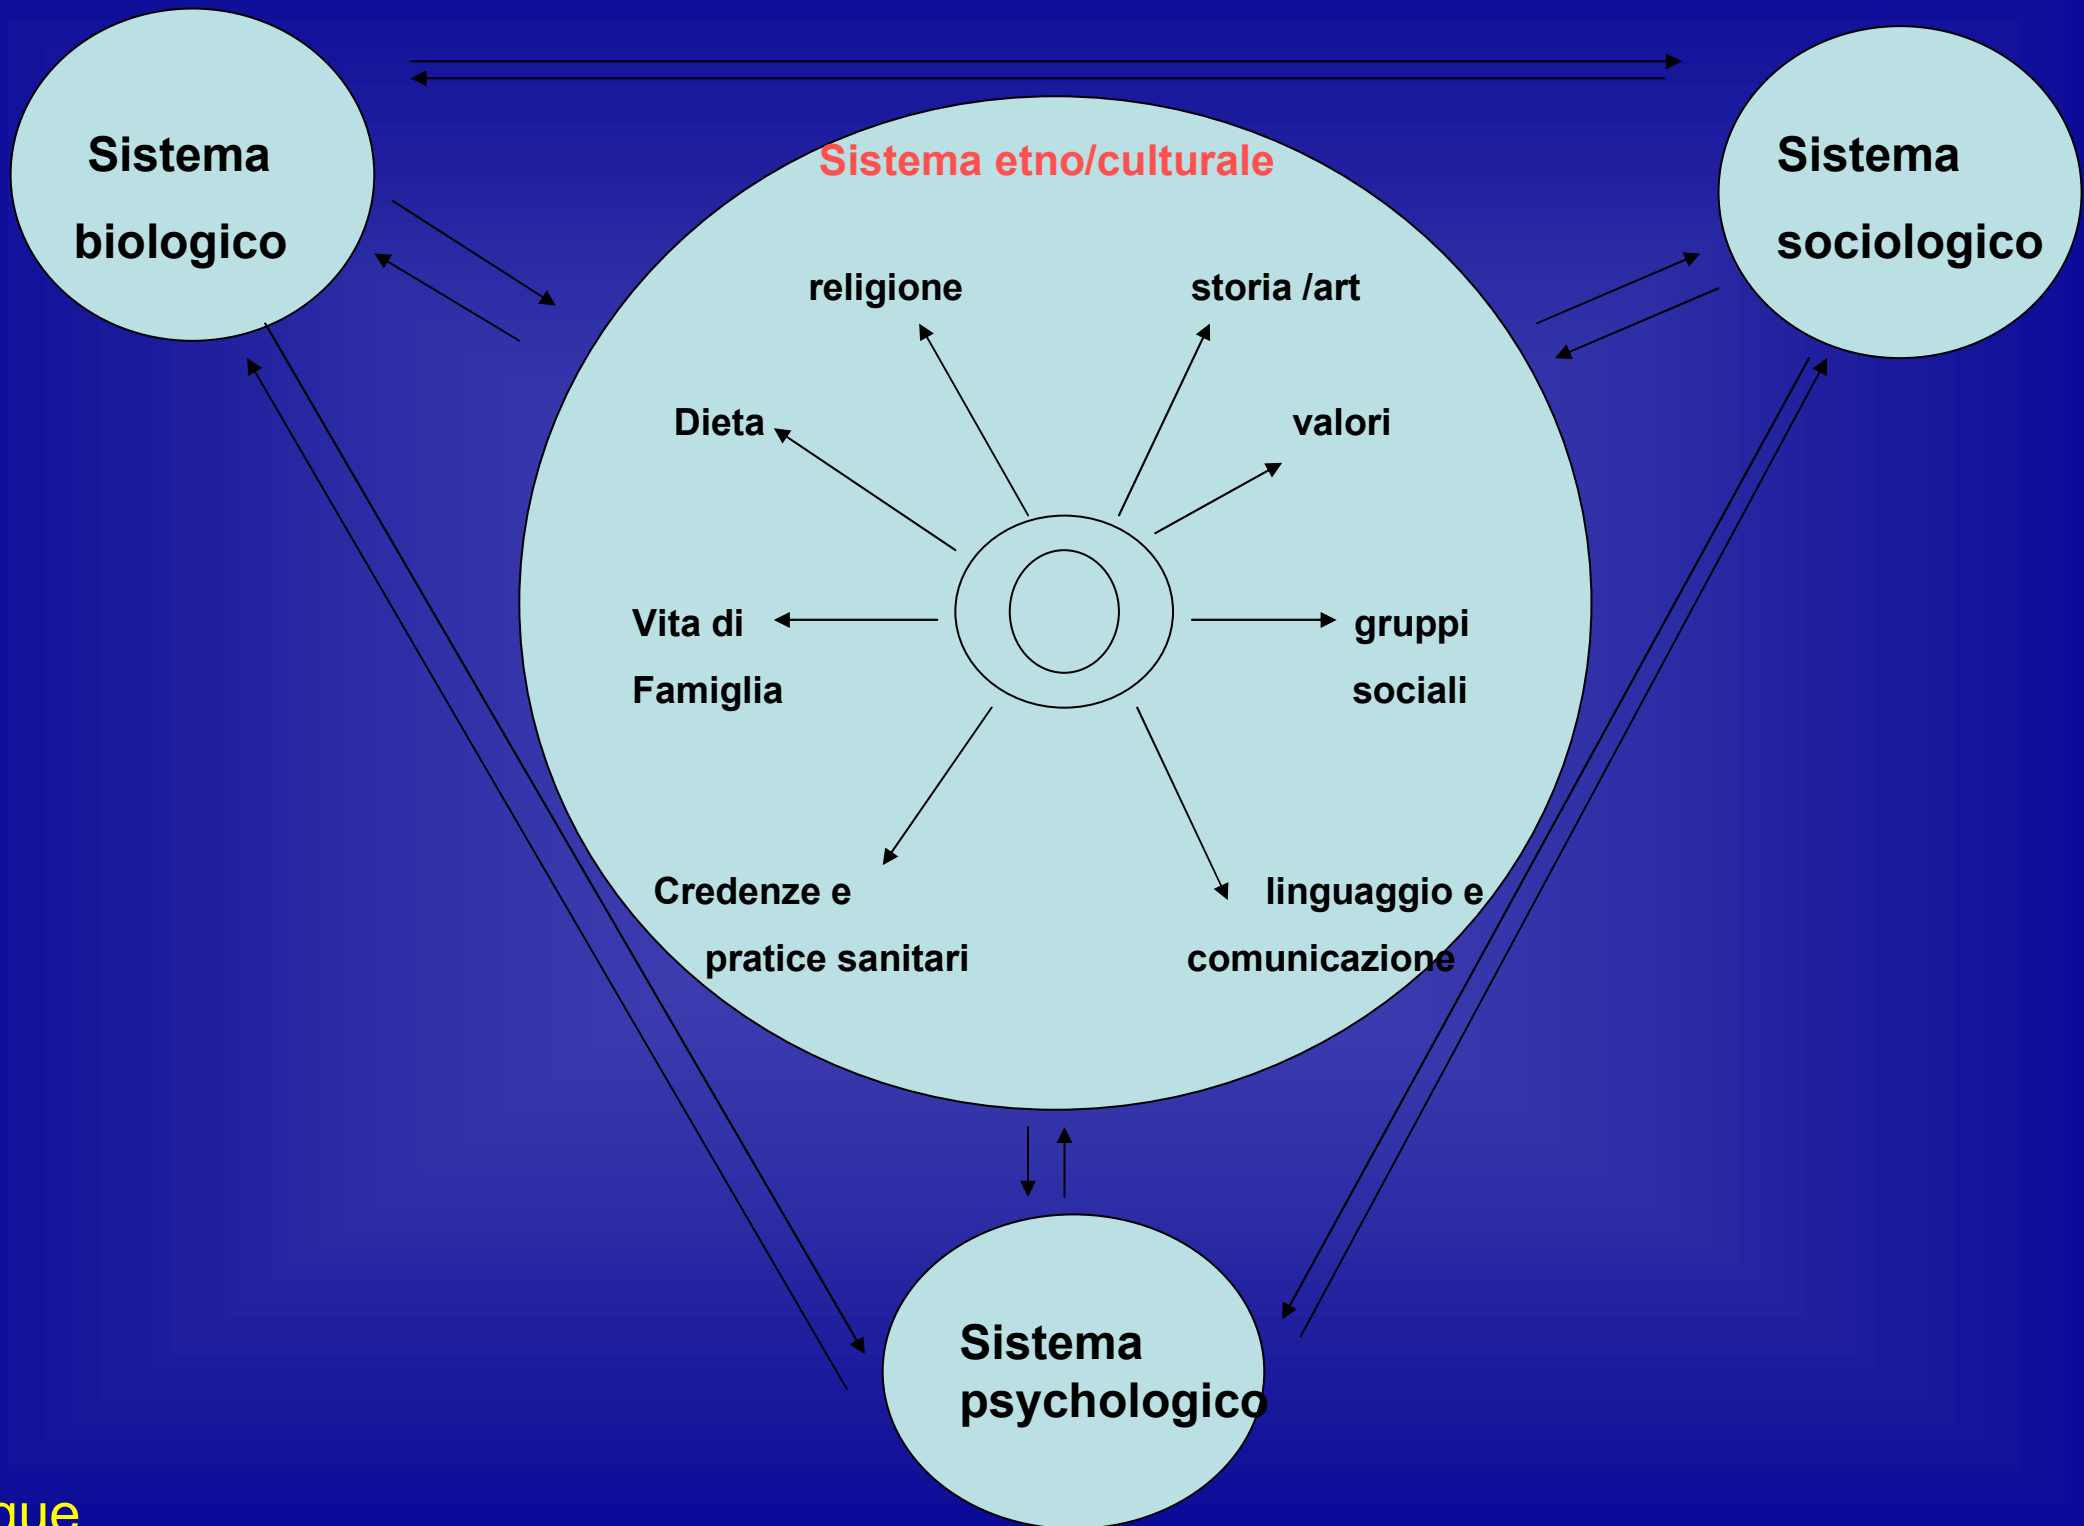 Sistema
biologico
Sistema
sociologico
Sistema etno/culturale
religione
storia /art
Dieta
valori
Vita di
Famiglia
gruppi
sociali
Credenze e
pratice sanitari
linguaggio e
comunicazione
Sistema
psychologico